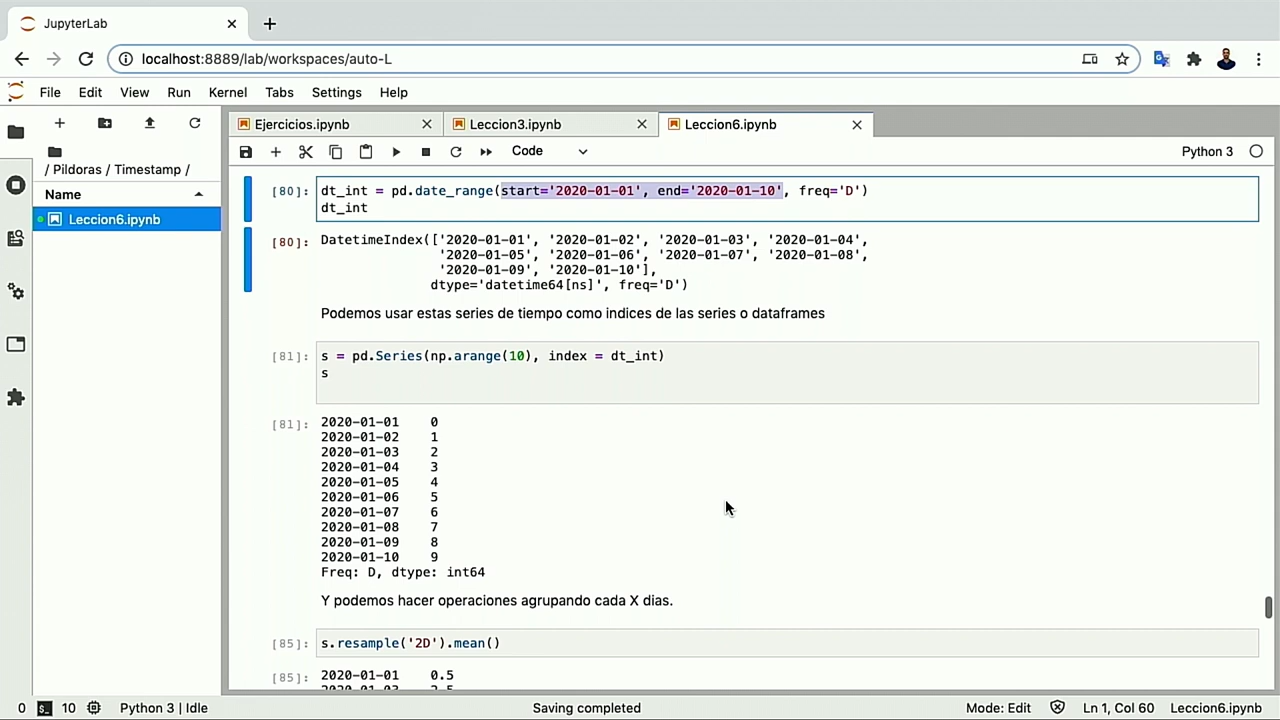 JupyterLab
localhost:8889/lab/workspaces/auto-L
File Edit View Run Kernel Tabs Settings Help
/ Pildoras / Timestamp /
Name
Leccion6.ipynb
Ejercicios.ipynb Leccion3.ipynb Leccion6.ipynb
Code Python 3
[80]: dt_int = pd.date_range(start='2020-01-01', end='2020-01-10', freq='D')
dt_int
[80]: DatetimeIndex(['2020-01-01', '2020-01-02', '2020-01-03', '2020-01-04',
'2020-01-05', '2020-01-06', '2020-01-07', '2020-01-08',
'2020-01-09', '2020-01-10'],
dtype='datetime64[ns]', freq='D')
Podemos usar estas series de tiempo como indices de las series o dataframes
[81]: s = pd.Series(np.arange(10), index = dt_int)
s
[81]: 2020-01-01 0
2020-01-02 1
2020-01-03 2
2020-01-04 3
2020-01-05 4
2020-01-06 5
2020-01-07 6
2020-01-08 7
2020-01-09 8
2020-01-10 9
Freq: D, dtype: int64
Y podemos hacer operaciones agrupando cada X dias.
[85]: s.resample('2D').mean()
[85]: 2020-01-01 0.5
0 10 Python 3 | Idle Saving completed Mode: Edit Ln 1, Col 60 Leccion6.ipynb